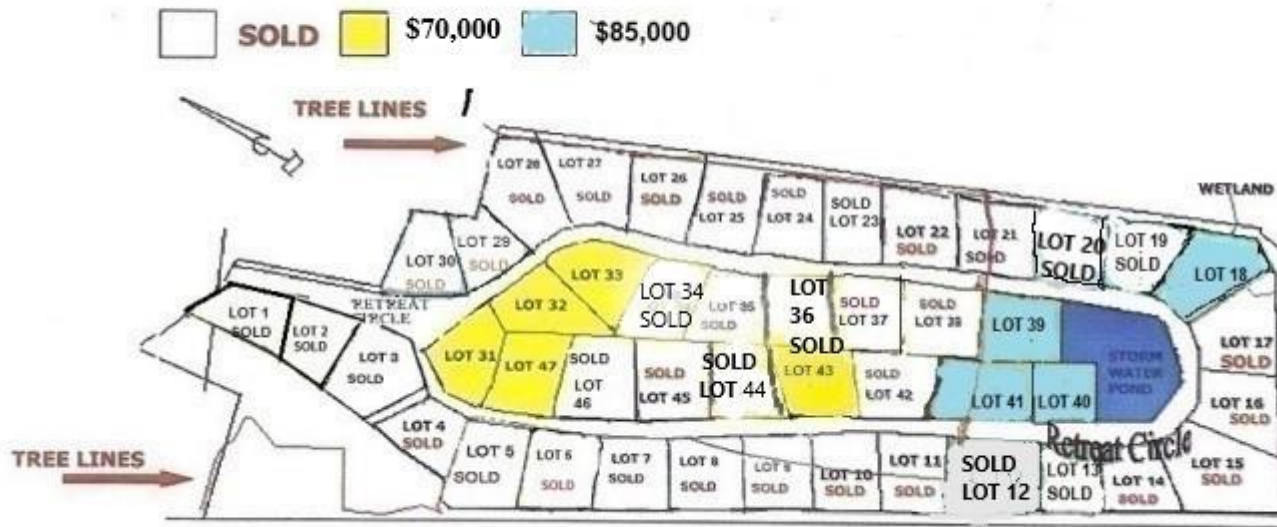 SOLD
$70,000
$85,000
TREE LINES
WETLAND
LOT 28
SOLD
LOT 27
SOLD
LOT 26
SOLD
SOLD
LOT 25
SOLD
LOT 24
SOLD
LOT 23
LOT 22
SOLD
LOT 21
SOLD
LOT 20
SOLD
LOT 19
SOLD
LOT 18
LOT 30
SOLD
LOT 29
SOLD
RETREAT
CIRCLE
LOT 1
SOLD
LOT 2
SOLD
LOT 3
SOLD
LOT 33
LOT 32
LOT 31
LOT 47
LOT 34
SOLD
LOT 35
SOLD
LOT
36
SOLD
SOLD
LOT 37
SOLD
LOT 38
LOT 39
STORM
WATER
POND
LOT 17
SOLD
SOLD
LOT
46
SOLD
LOT 45
SOLD
LOT 44
LOT 43
SOLD
LOT 42
LOT 41
LOT 40
LOT 16
SOLD
Retreat Circle
LOT 4
SOLD
LOT 5
SOLD
LOT 6
SOLD
LOT 7
SOLD
LOT 8
SOLD
LOT 9
SOLD
LOT 10
SOLD
LOT 11
SOLD
SOLD
LOT 12
LOT 13
SOLD
LOT 14
SOLD
LOT 15
SOLD
TREE LINES